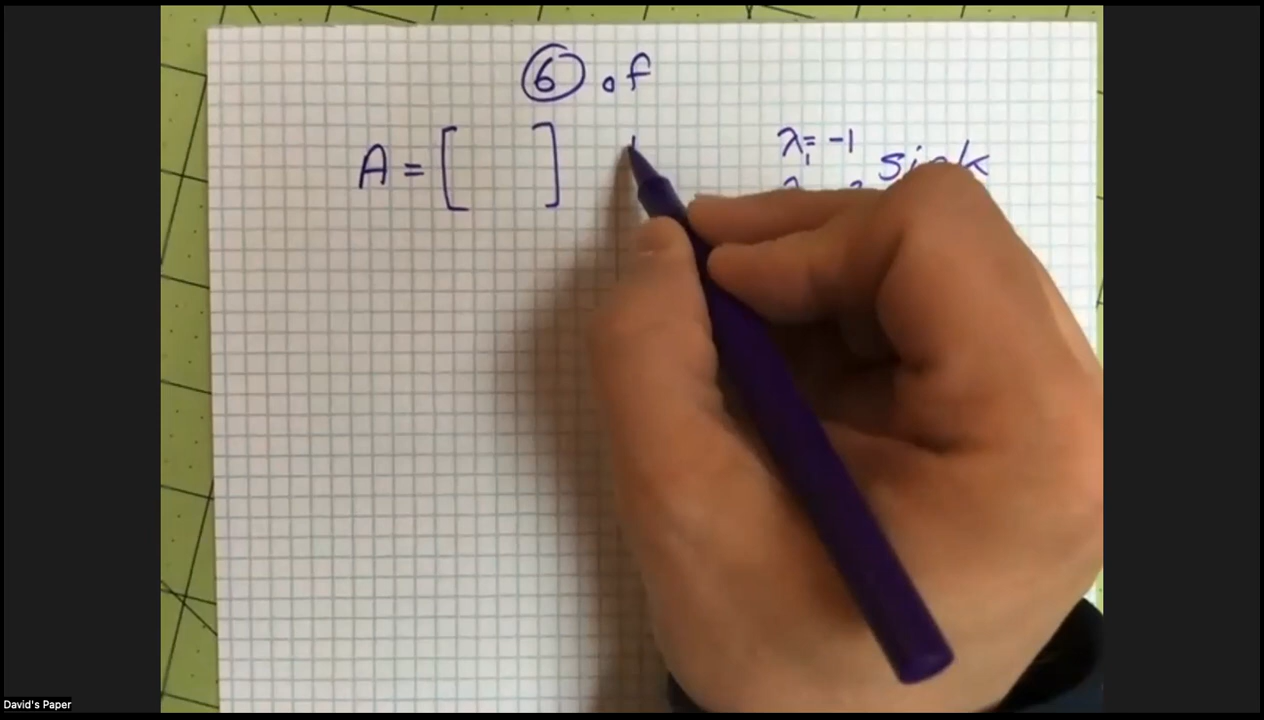 ⑥ of
A = [ ]
λ₁ = -1 sink
David's Paper